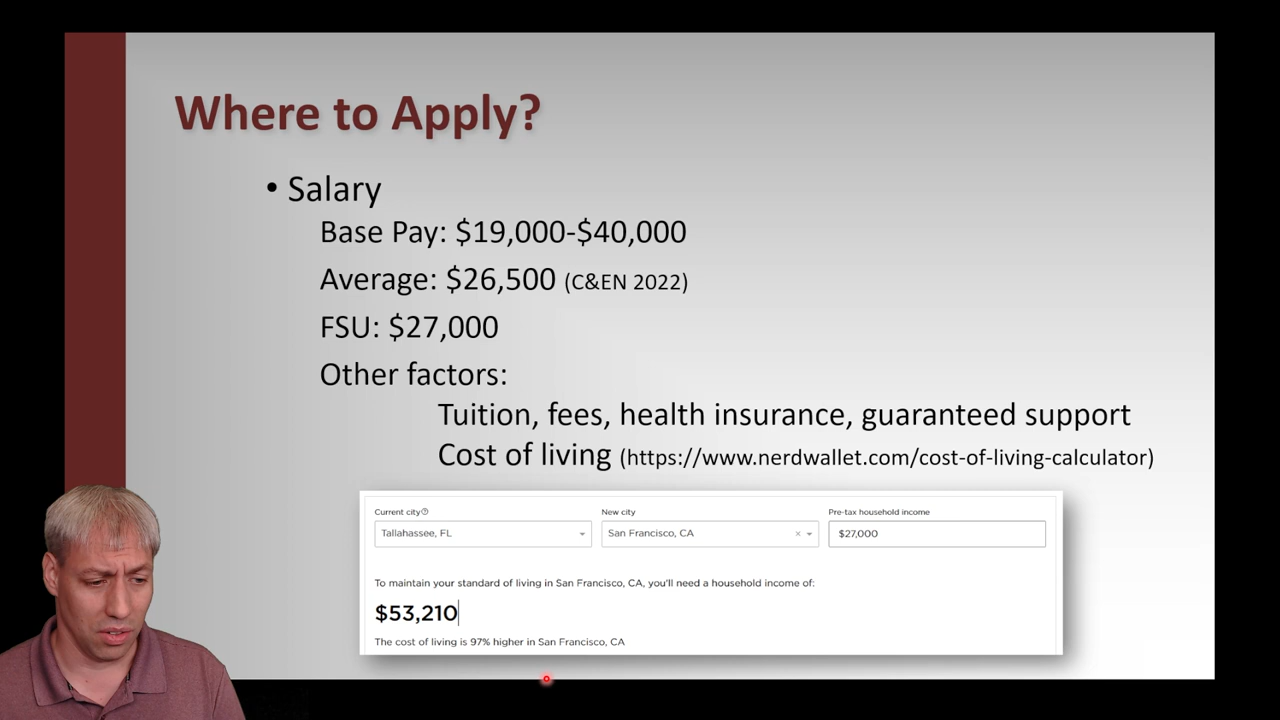 Where to Apply?
• Salary
Base Pay: $19,000-$40,000
Average: $26,500 (C&EN 2022)
FSU: $27,000
Other factors:
Tuition, fees, health insurance, guaranteed support
Cost of living (https://www.nerdwallet.com/cost-of-living-calculator)
Current city? New city Pre-tax household income
Tallahassee, FL San Francisco, CA × $27,000
To maintain your standard of living in San Francisco, CA, you'll need a household income of:
$53,210
The cost of living is 97% higher in San Francisco, CA